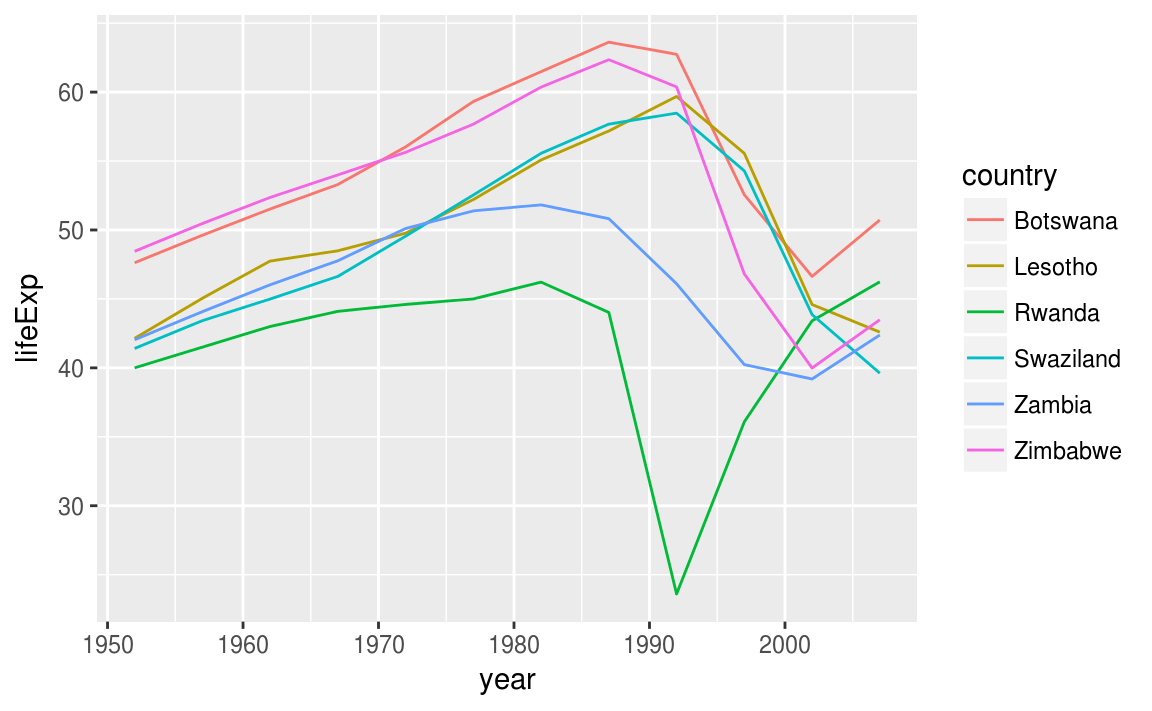 lifeExp
60
50
40
30
1950 1960 1970 1980 1990 2000
year
country
Botswana
Lesotho
Rwanda
Swaziland
Zambia
Zimbabwe